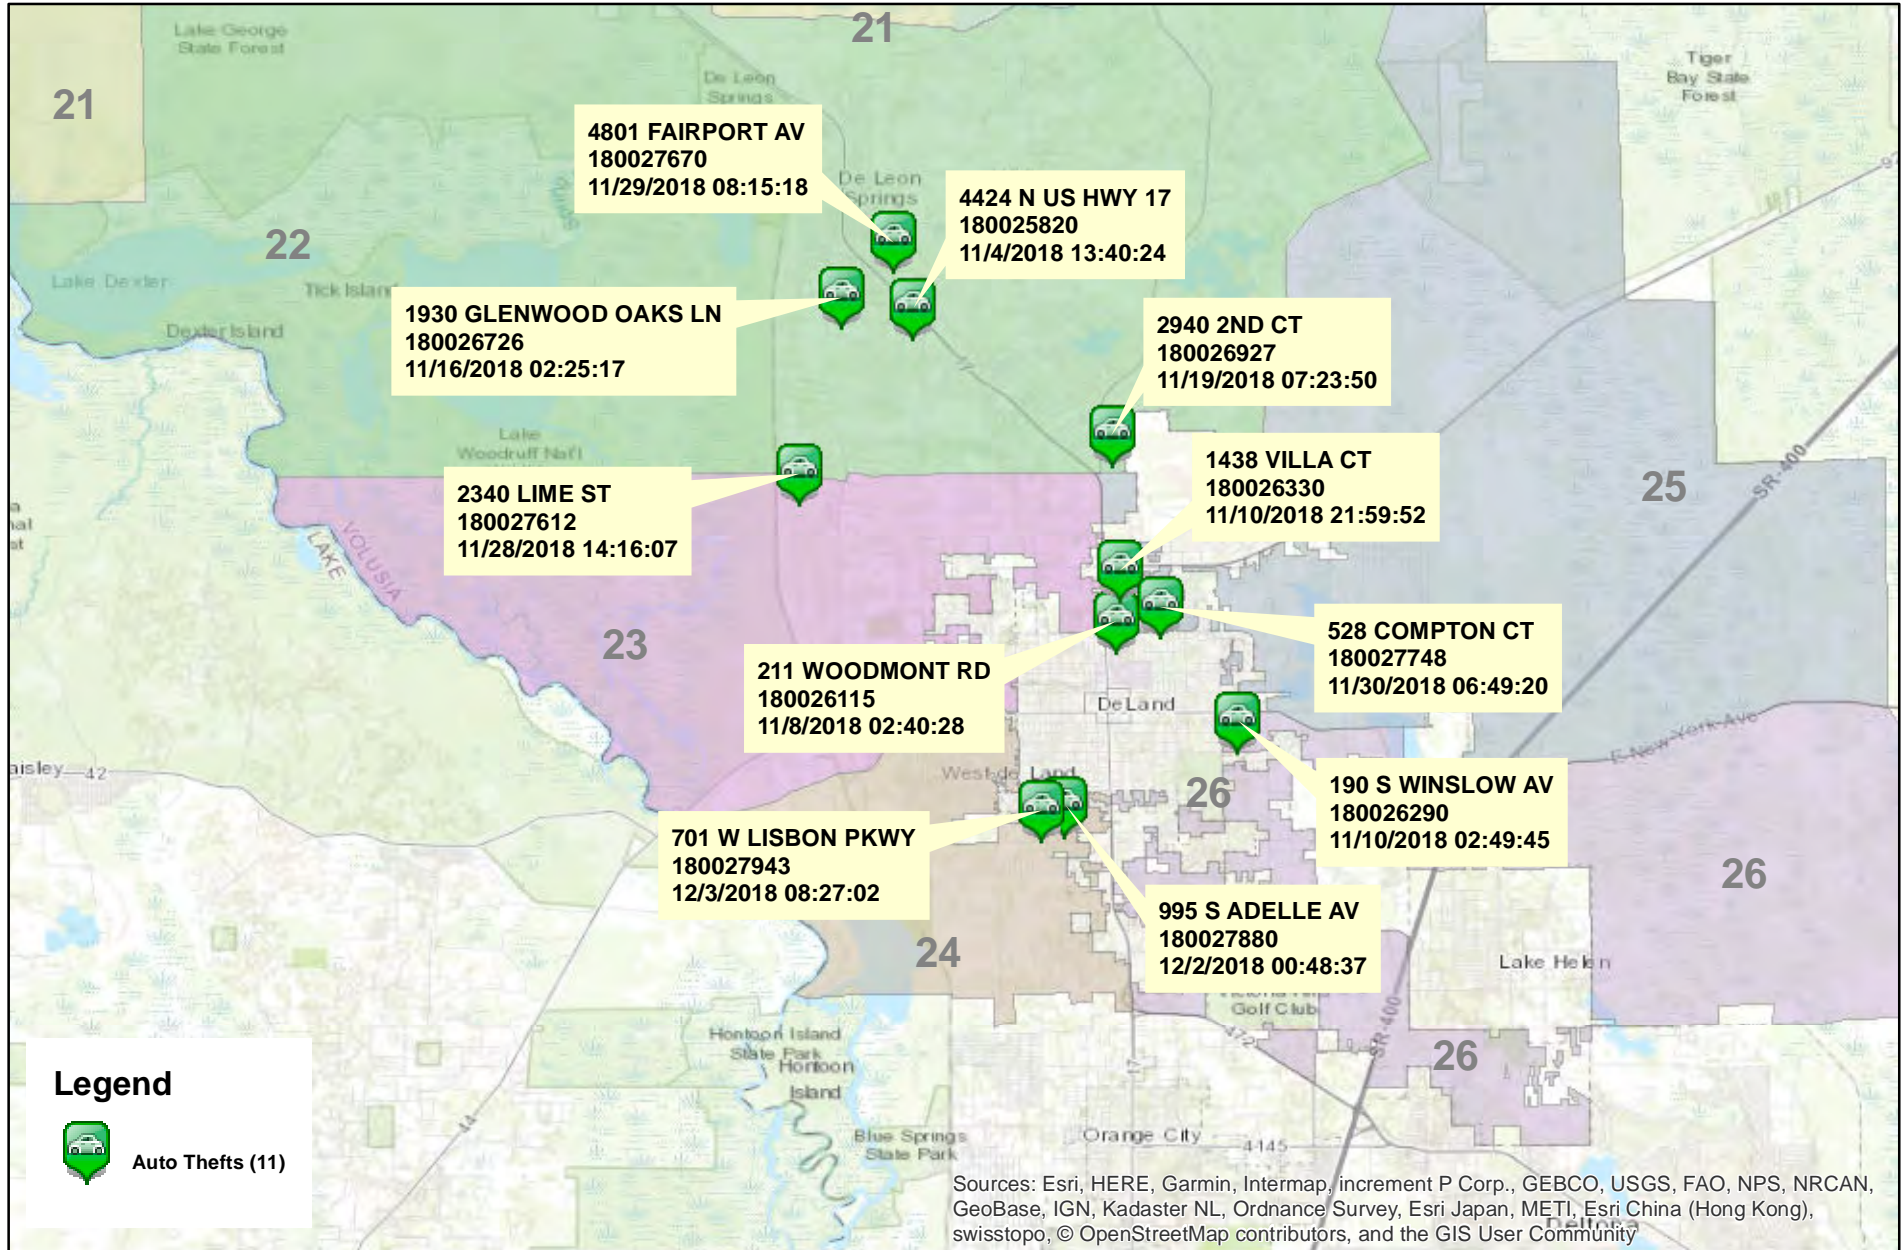 Lake George
State Forest
21
21
De Leon
Springs
Tiger
Bay State
Forest
4801 FAIRPORT AV
180027670
11/29/2018 08:15:18
De Leon
Springs
4424 N US HWY 17
180025820
11/4/2018 13:40:24
22
Lake Dexter
Tick Island
Dexter Island
1930 GLENWOOD OAKS LN
180026726
11/16/2018 02:25:17
17
2940 2ND CT
180026927
11/19/2018 07:23:50
Lake
Woodruff Nat'l
2340 LIME ST
180027612
11/28/2018 14:16:07
1438 VILLA CT
180026330
11/10/2018 21:59:52
25
SR-400
VOLUSIA
LAKE
23
528 COMPTON CT
180027748
11/30/2018 06:49:20
211 WOODMONT RD
180026115
11/8/2018 02:40:28
DeLand
E New York Ave
aisley 42
West de Land
26
190 S WINSLOW AV
180026290
11/10/2018 02:49:45
701 W LISBON PKWY
180027943
12/3/2018 08:27:02
26
995 S ADELLE AV
180027880
12/2/2018 00:48:37
24
Lake Helen
Golf Club
472
SR-400
Hontoon Island
State Park
Hontoon
Island
17
26
Legend
Auto Thefts (11)
44
Blue Springs
State Park
Orange City
4145
Deltona
Sources: Esri, HERE, Garmin, Intermap, increment P Corp., GEBCO, USGS, FAO, NPS, NRCAN,
GeoBase, IGN, Kadaster NL, Ordnance Survey, Esri Japan, METI, Esri China (Hong Kong),
swisstopo, © OpenStreetMap contributors, and the GIS User Community